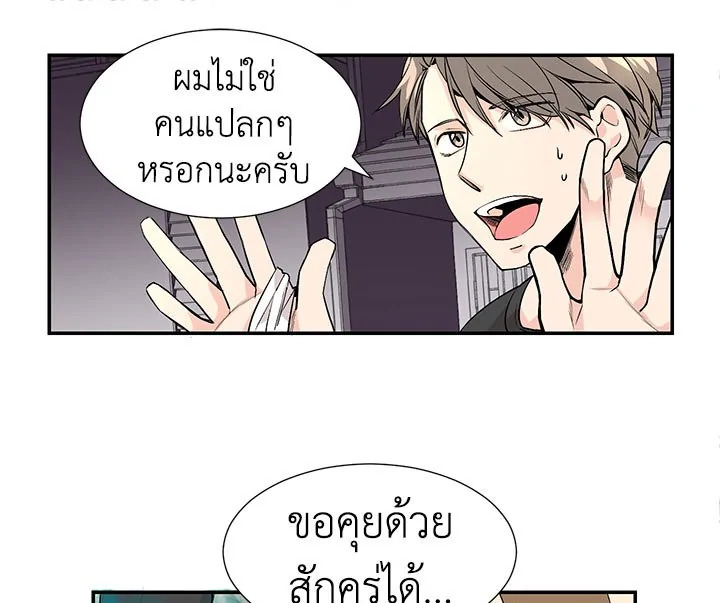 ผมไม่ใช่
คนแปลกๆ
หรอกนะครับ
ขอคุยด้วย
สักครู่ได้...